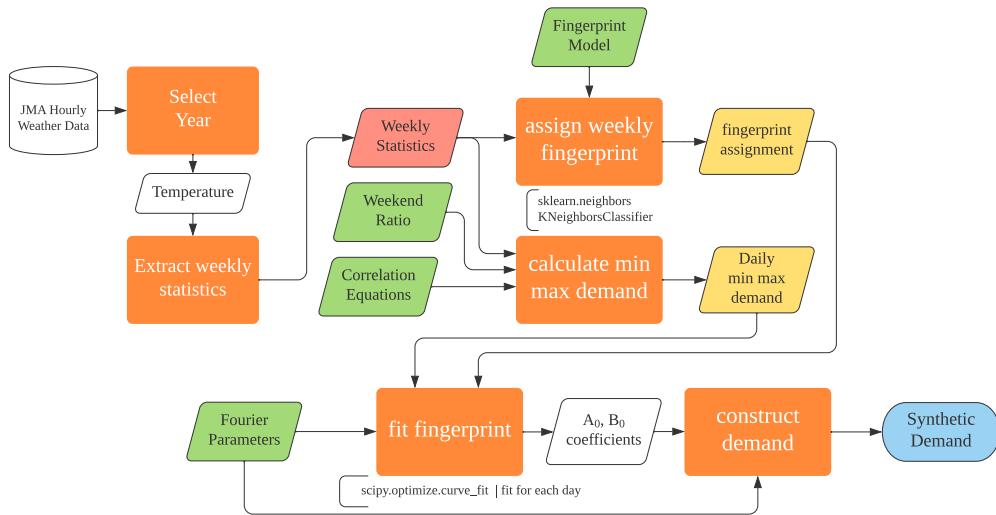 Fingerprint
Model
JMA Hourly
Weather Data
Select
Year
Weekly
Statistics
assign weekly
fingerprint
fingerprint
assignment
Temperature
Weekend
Ratio
sklearn.neighbors
KNeighborsClassifier
Extract weekly
statistics
Correlation
Equations
calculate min
max demand
Daily
min max
demand
Fourier
Parameters
fit fingerprint
A₀, B₀
coefficients
construct
demand
Synthetic
Demand
scipy.optimize.curve_fit | fit for each day